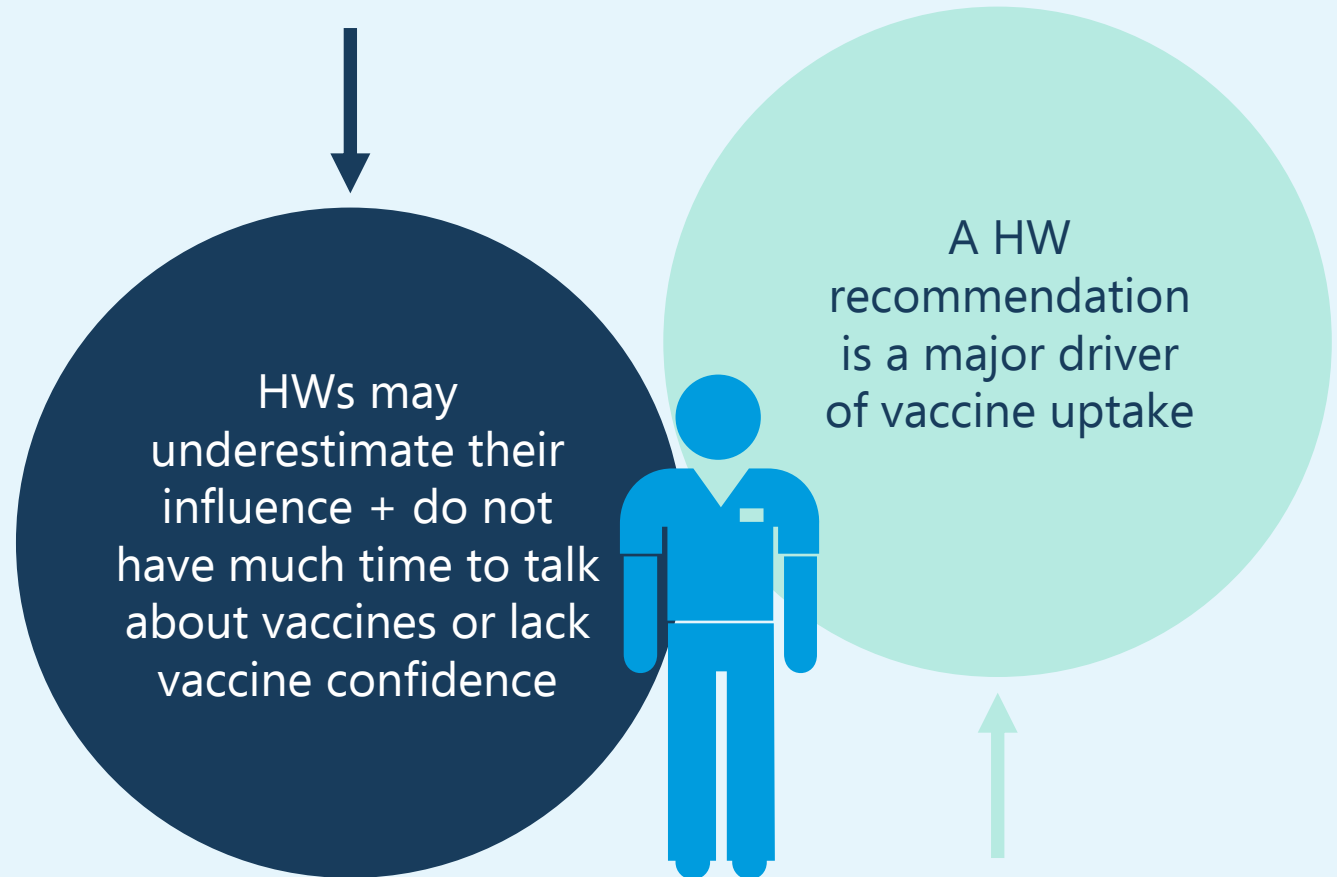 HWs may
underestimate their
influence + do not
have much time to talk
about vaccines or lack
vaccine confidence
A HW
recommendation
is a major driver
of vaccine uptake